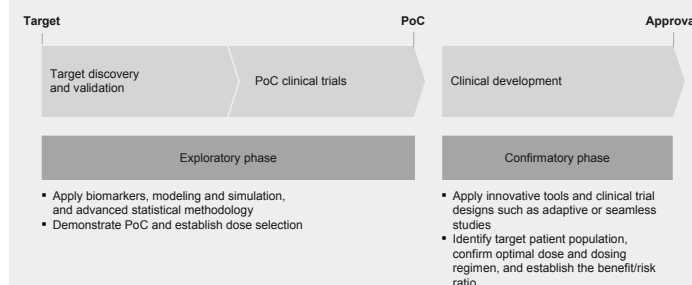 Target PoC Approva
Target discovery
and validation
PoC clinical trials
Clinical development
Exploratory phase
Confirmatory phase
▪ Apply biomarkers, modeling and simulation,
and advanced statistical methodology
▪ Demonstrate PoC and establish dose selection
▪ Apply innovative tools and clinical trial
designs such as adaptive or seamless
studies
▪ Identify target patient population,
confirm optimal dose and dosing
regimen, and establish the benefit/risk
ratio